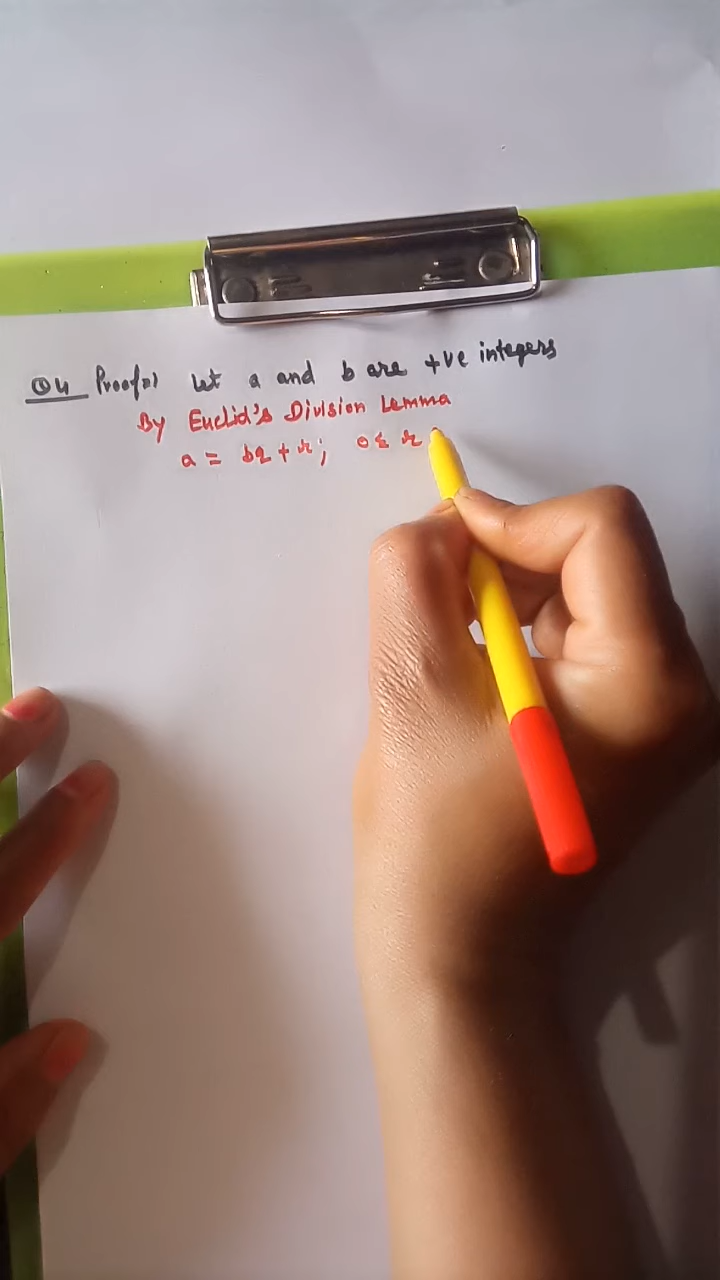 Q4 Proof:) Let a and b are +ve integers
By Euclid's Division Lemma
a = bq + r; 0 ≤ r